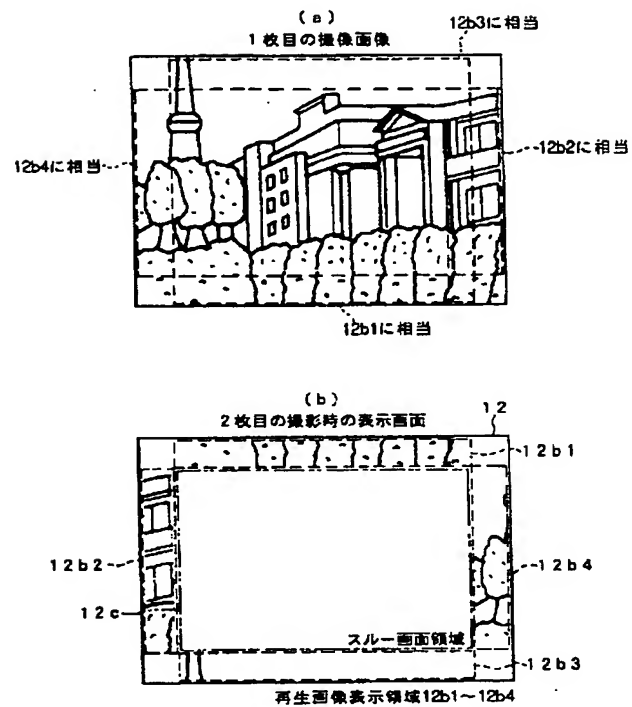 (a)
1枚目の撮像画像
12b3に相当
12b4に相当
12b2に相当
12b1に相当
(b)
2枚目の撮影時の表示画面
12
12b1
12b2
12b4
12c
スルー画面領域
12b3
再生画像表示領域12b1〜12b4